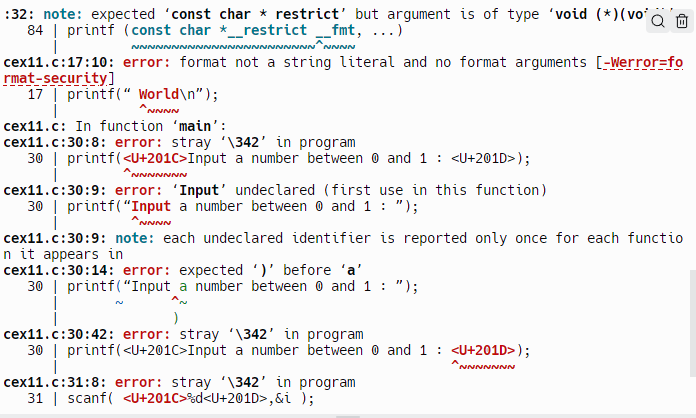 :32: note: expected ‘const char * restrict’ but argument is of type ‘void (*)(void)’
84 | printf (const char *__restrict __fmt, ...)
| ~~~~~~~~~~~~~~~~~~~~~~~~^~~~~
cex11.c:17:10: error: format not a string literal and no format arguments [-Werror=fo
rmat-security]
17 | printf(“ World\n”);
| ^~~~~
cex11.c: In function ‘main’:
cex11.c:30:8: error: stray ‘\342’ in program
30 | printf(<U+201C>Input a number between 0 and 1 : <U+201D>);
| ^~~~~~~~
cex11.c:30:9: error: ‘Input’ undeclared (first use in this function)
30 | printf(“Input a number between 0 and 1 : ”);
| ^~~~~
cex11.c:30:9: note: each undeclared identifier is reported only once for each functio
n it appears in
cex11.c:30:14: error: expected ‘)’ before ‘a’
30 | printf(“Input a number between 0 and 1 : ”);
| ~ ^~
| )
cex11.c:30:42: error: stray ‘\342’ in program
30 | printf(<U+201C>Input a number between 0 and 1 : <U+201D>);
| ^~~~~~~~
cex11.c:31:8: error: stray ‘\342’ in program
31 | scanf( <U+201C>%d<U+201D>,&i );